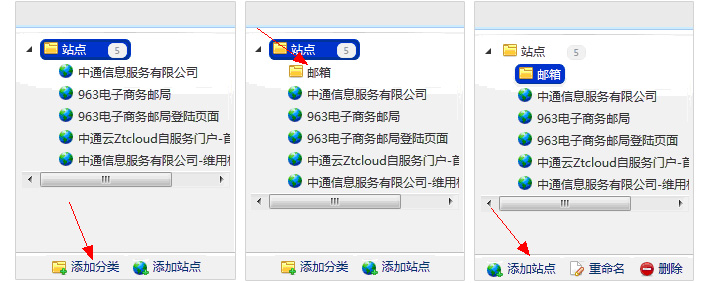 站点 5
中通信息服务有限公司
963电子商务邮局
963电子商务邮局登陆页面
中通云Ztcloud自服务门户-
中通信息服务有限公司-维用
添加分类 添加站点
站点 5
邮箱
中通信息服务有限公司
963电子商务邮局
963电子商务邮局登陆页面
中通云Ztcloud自服务门户-
中通信息服务有限公司-维用
添加分类 添加站点
站点 5
邮箱
中通信息服务有限公司
963电子商务邮局
963电子商务邮局登陆页面
中通云Ztcloud自服务门户-
中通信息服务有限公司-维用
添加站点 重命名 删除